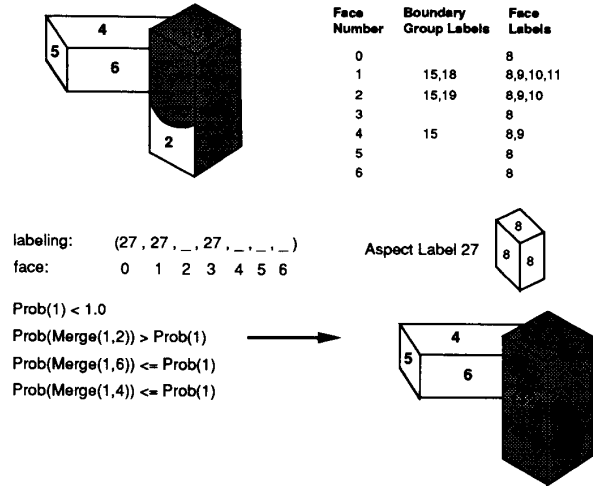 4
5
6
2
Face Number Boundary Group Labels Face Labels
0 8
1 15,18 8,9,10,11
2 15,19 8,9,10
3 8
4 15 8,9
5 8
6 8
labeling: (27 , 27 , _ , 27 , _ , _ , _ )
face: 0 1 2 3 4 5 6
Aspect Label 27
8
8 8
Prob(1) < 1.0
Prob(Merge(1,2)) > Prob(1)
Prob(Merge(1,6)) <= Prob(1)
Prob(Merge(1,4)) <= Prob(1)
4
5
6